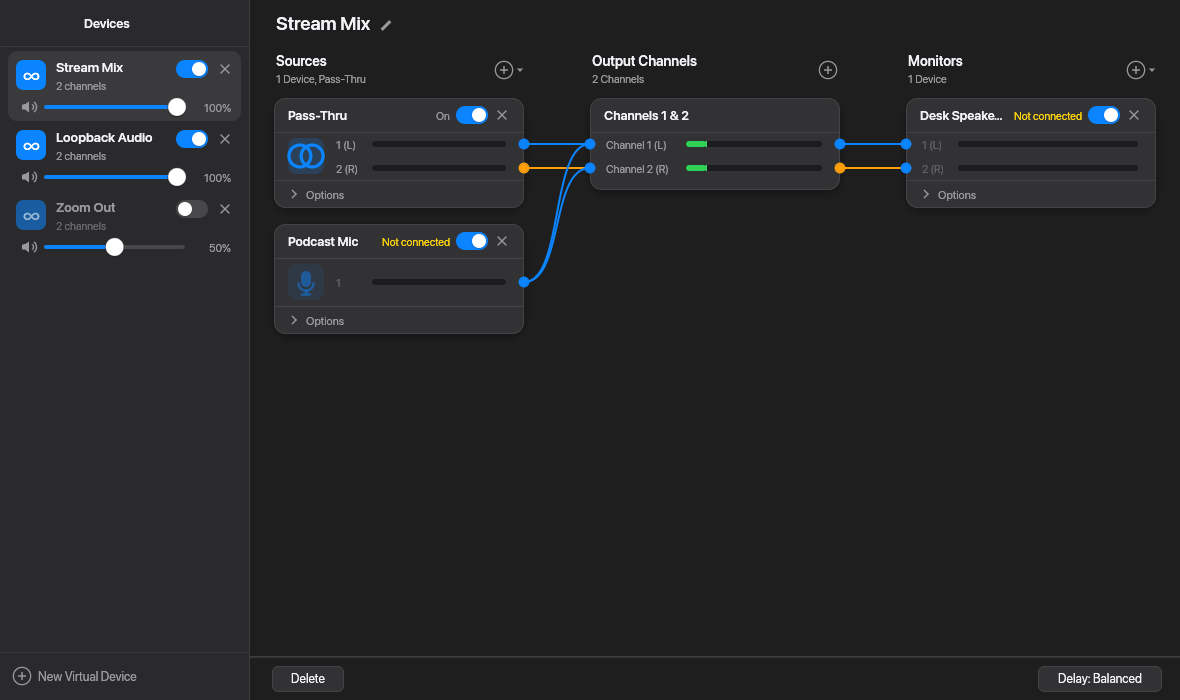 Devices
Stream Mix
2 channels
100%
Loopback Audio
2 channels
100%
Zoom Out
2 channels
50%
New Virtual Device
Stream Mix
Sources
1 Device, Pass-Thru
Pass-Thru
On
1 (L)
2 (R)
Options
Podcast Mic
Not connected
1
Options
Output Channels
2 Channels
Channels 1 & 2
Channel 1 (L)
Channel 2 (R)
Monitors
1 Device
Desk Speake...
Not connected
1 (L)
2 (R)
Options
Delete
Delay: Balanced